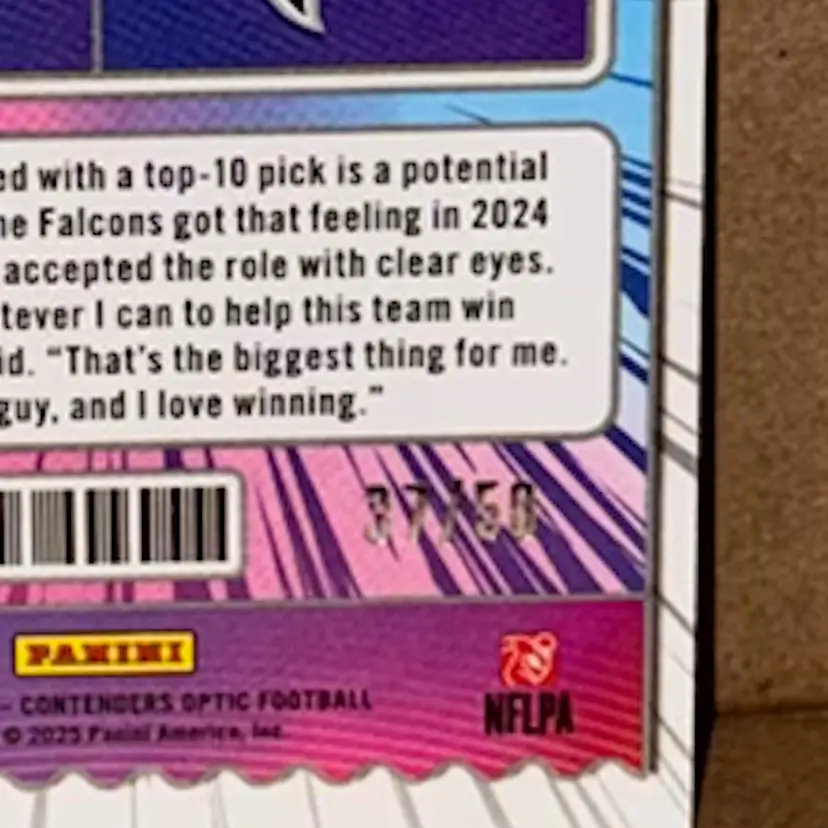 ed with a top-10 pick is a potential
he Falcons got that feeling in 2024
accepted the role with clear eyes.
tever I can to help this team win
id. “That’s the biggest thing for me.
guy, and I love winning.”
37/50
PANINI
- CONTENDERS OPTIC FOOTBALL
© 2025 Panini America, Inc.
NFLPA